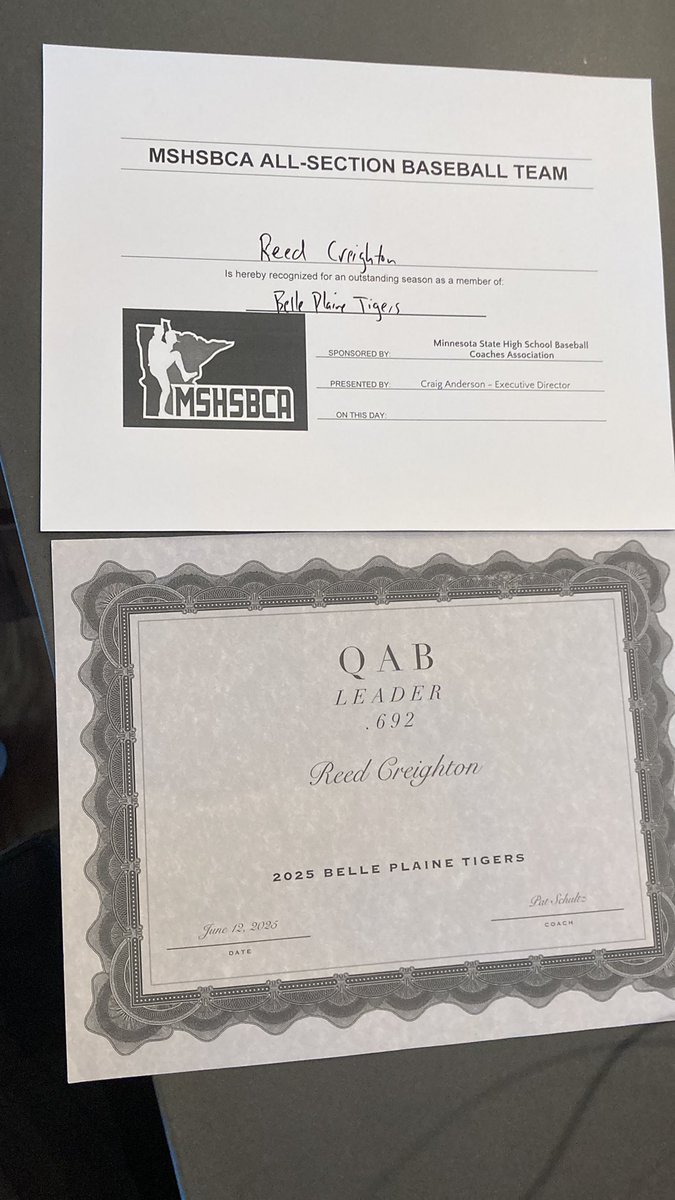 MSHSBCA ALL-SECTION BASEBALL TEAM
Reed Creighton
Is hereby recognized for an outstanding season as a member of:
Belle Plaine Tigers
MSHSBCA
SPONSORED BY: Minnesota State High School Baseball
Coaches Association
PRESENTED BY: Craig Anderson – Executive Director
ON THIS DAY:
QAB
LEADER
.692
Reed Creighton
2025 BELLE PLAINE TIGERS
June 12, 2025
DATE
Pat Schultz
COACH